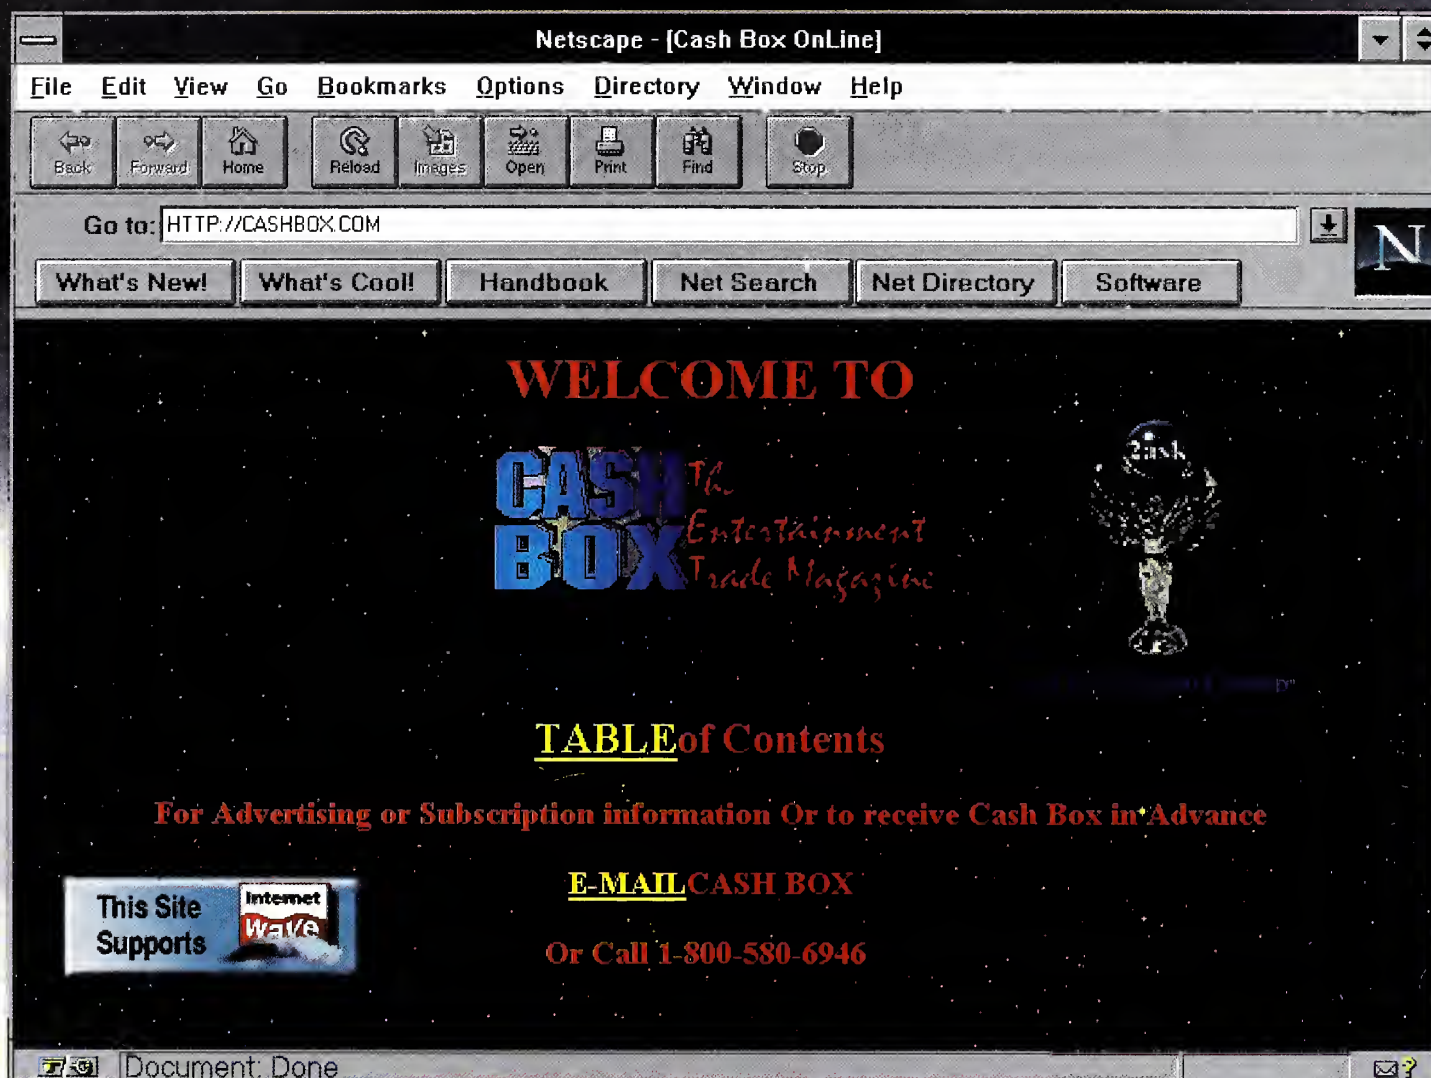 Netscape - [Cash Box OnLine]
File Edit View Go Bookmarks Options Directory Window Help
Back Forward Home Reload Images Open Print Find Stop
Go to: HTTP://CASHBOX.COM
N
What's New! What's Cool! Handbook Net Search Net Directory Software
WELCOME TO
CASH BOX
The
Entertainment
Trade Magazine
Cash
TABLE of Contents
For Advertising or Subscription information Or to receive Cash Box in Advance
E-MAIL CASH BOX
Or Call 1-800-580-6946
This Site
Supports
Internet
wave
Document: Done